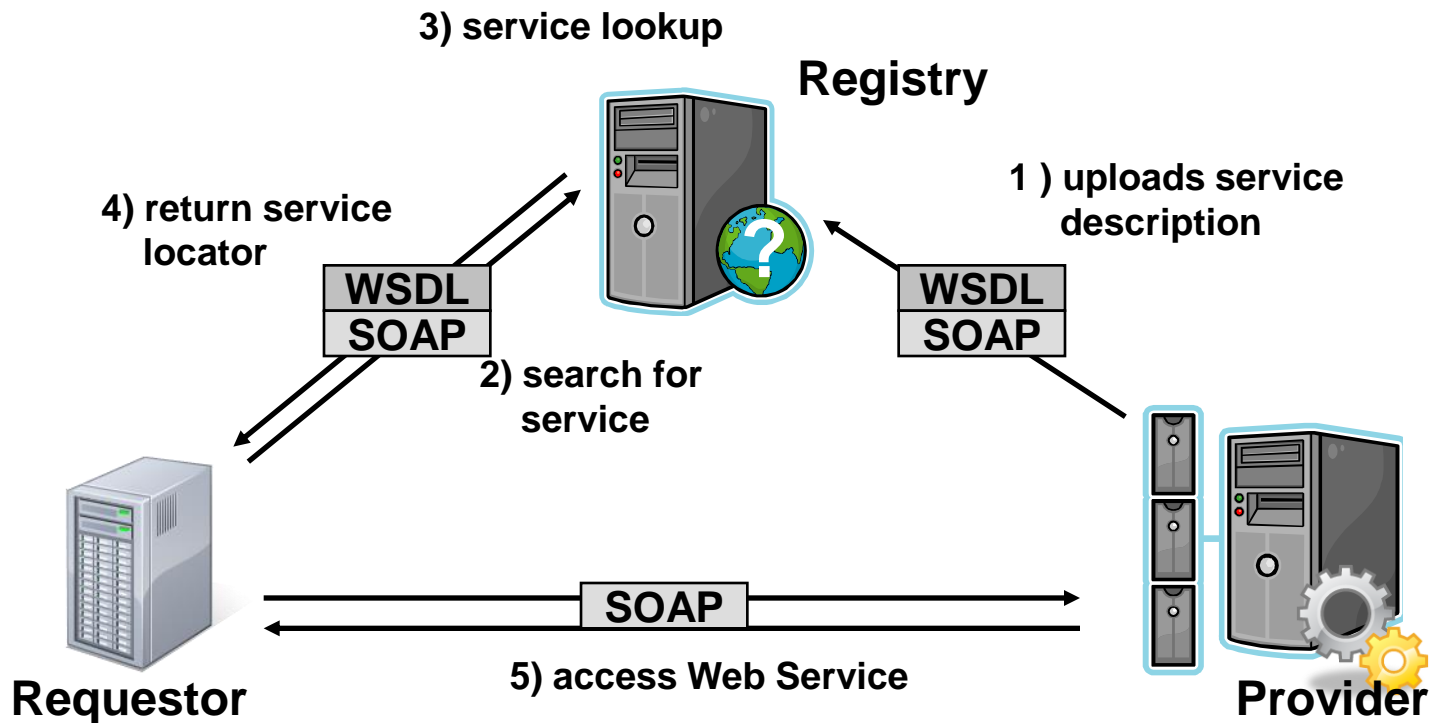 3) service lookup
Registry
1 ) uploads service
description
4) return service
locator
WSDL
SOAP
WSDL
SOAP
?
2) search for
service
SOAP
5) access Web Service
Requestor
Provider